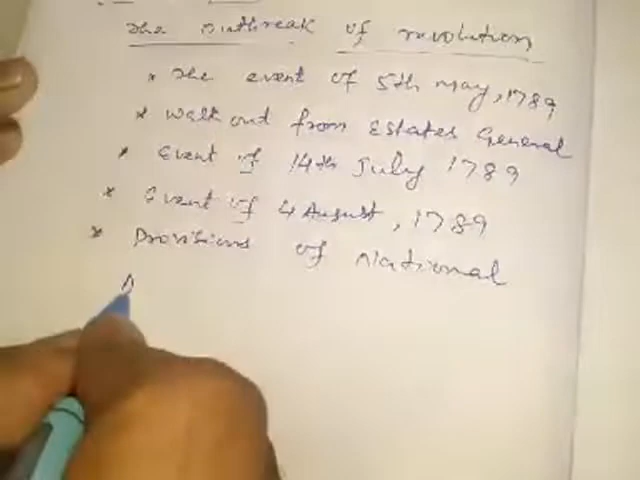 The outbreak of revolution
* The event of 5th may, 1789
* Walk out from Estates General
* Event of 14th July 1789
* Event of 4 August, 1789
* Provisions of National
A